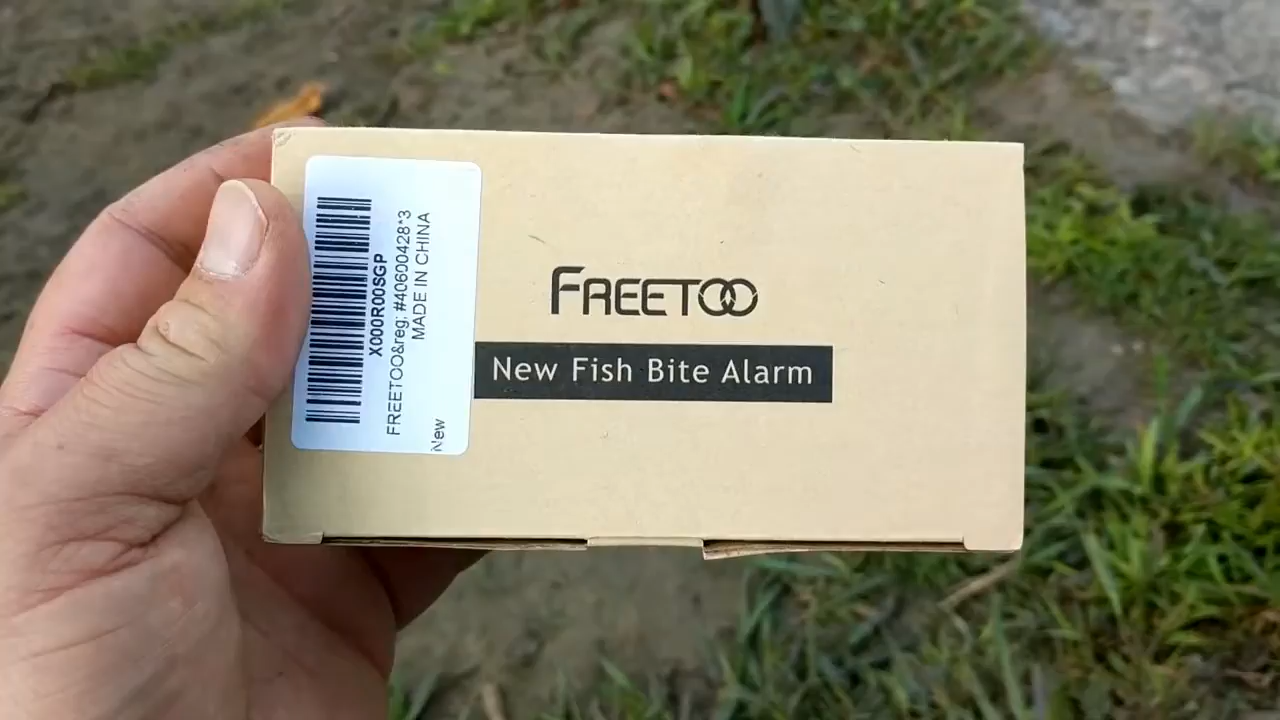 X000R00SGP
FREETOO&reg; #40600428*3
MADE IN CHINA
New
FREETOO
New Fish Bite Alarm